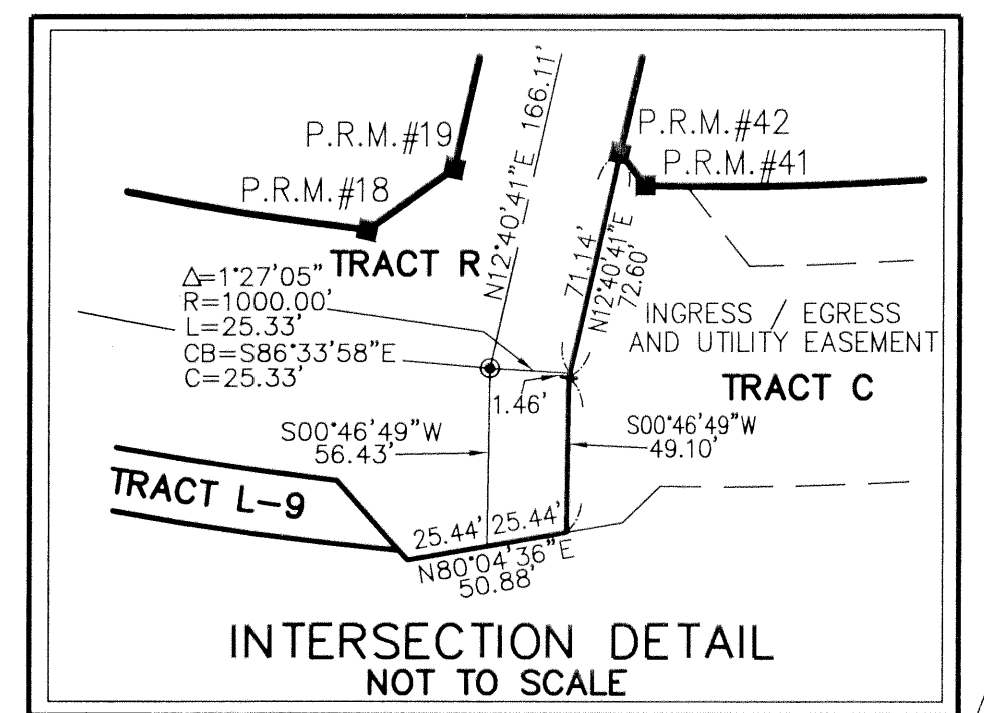 P.R.M.#19
P.R.M.#18
N12°40'41"E 166.11'
P.R.M.#42
P.R.M.#41
TRACT R
71.14'
N12°40'41"E
72.60'
Δ=1°27'05"
R=1000.00'
L=25.33'
CB=S86°33'58"E
C=25.33'
INGRESS / EGRESS
AND UTILITY EASEMENT
TRACT C
1.46'
S00°46'49"W
56.43'
S00°46'49"W
49.10'
TRACT L-9
25.44' 25.44'
N80°04'36"E
50.88'
INTERSECTION DETAIL
NOT TO SCALE